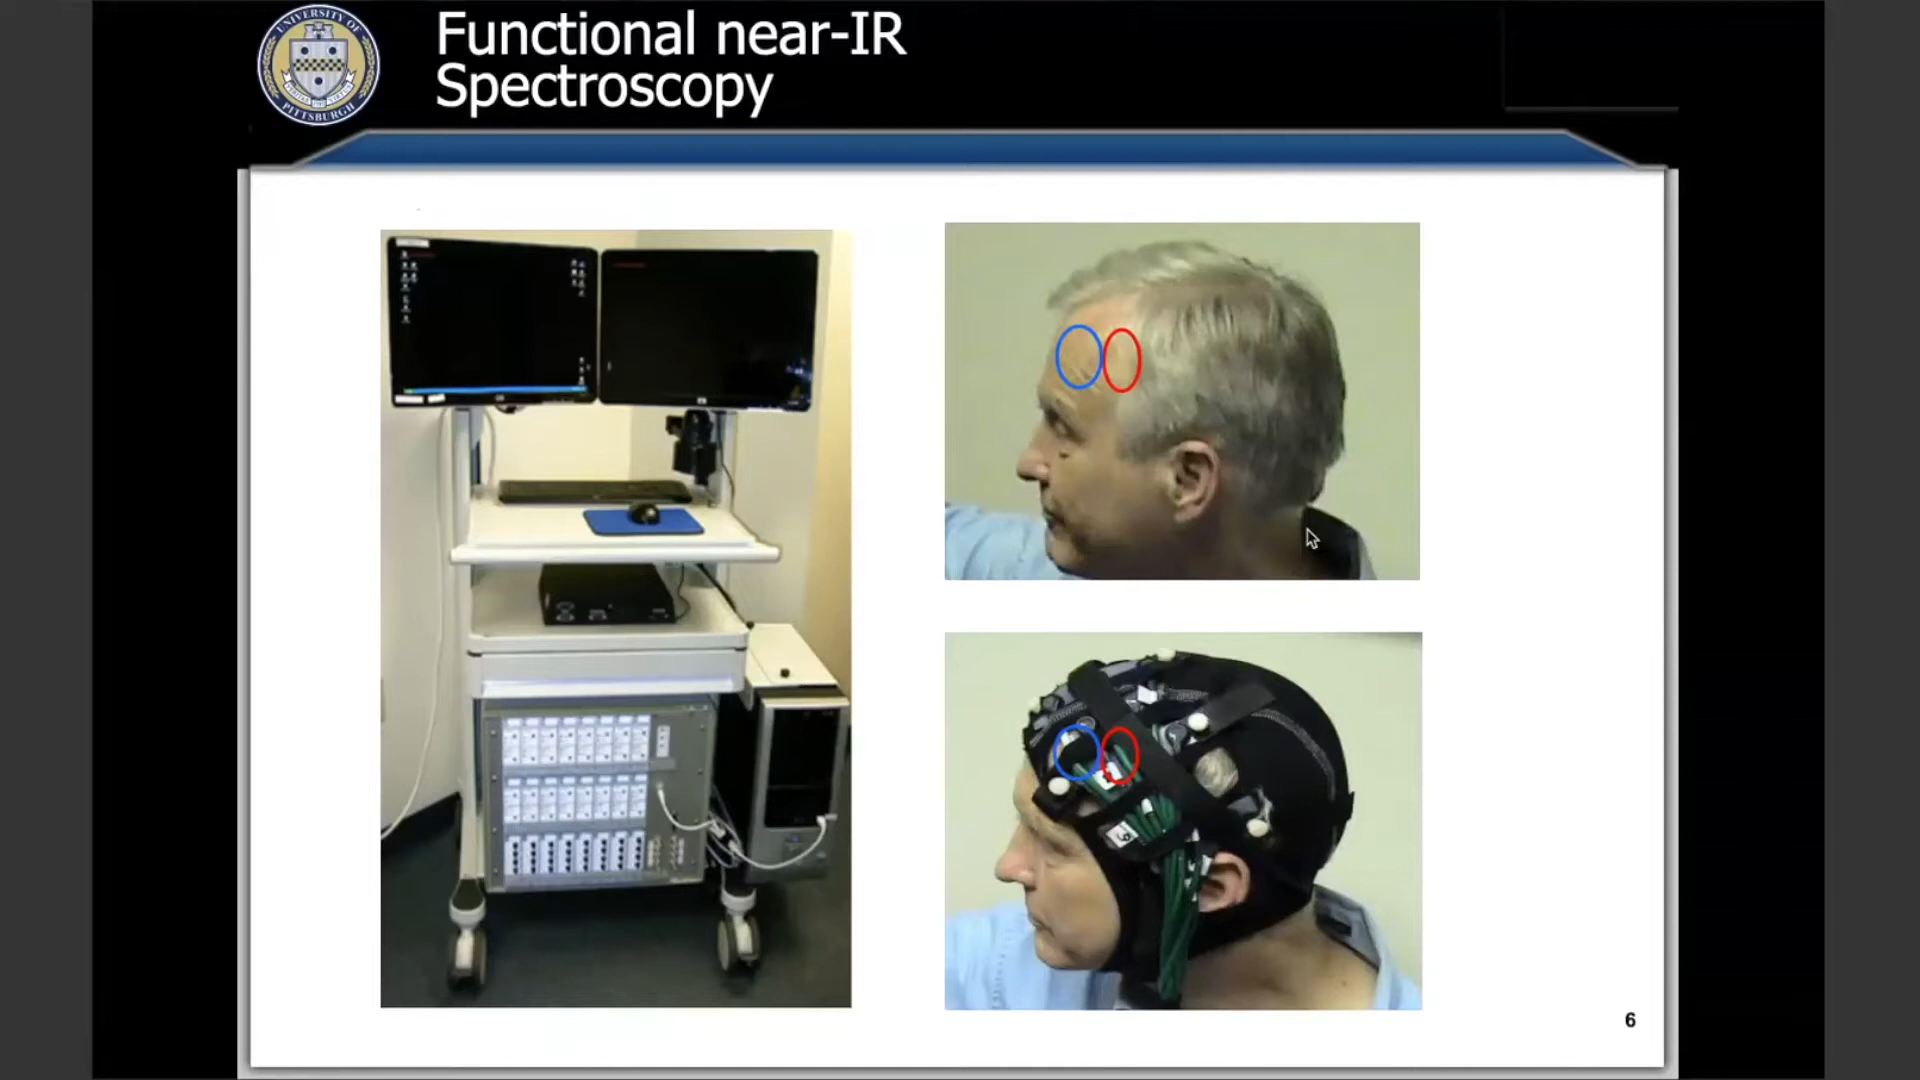 UNIVERSITY OF
PITTSBURGH
Functional near-IR
Spectroscopy
6